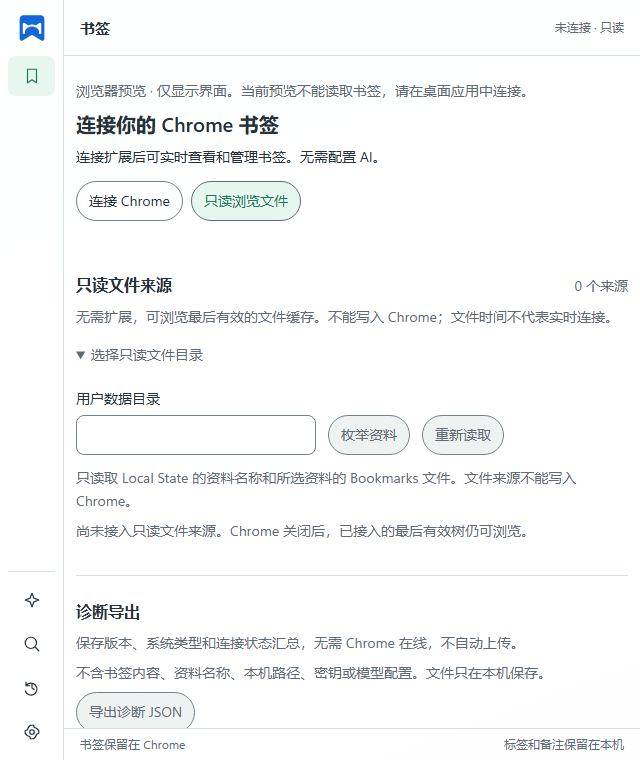 书签
未连接 · 只读
浏览器预览 · 仅显示界面。当前预览不能读取书签，请在桌面应用中连接。
连接你的 Chrome 书签
连接扩展后可实时查看和管理书签。无需配置 AI。
连接 Chrome
只读浏览文件
只读文件来源
0 个来源
无需扩展，可浏览最后有效的文件缓存。不能写入 Chrome；文件时间不代表实时连接。
▼ 选择只读文件目录
用户数据目录
枚举资料
重新读取
只读取 Local State 的资料名称和所选资料的 Bookmarks 文件。文件来源不能写入
Chrome。
尚未接入只读文件来源。Chrome 关闭后，已接入的最后有效树仍可浏览。
诊断导出
保存版本、系统类型和连接状态汇总，无需 Chrome 在线，不自动上传。
不含书签内容、资料名称、本机路径、密钥或模型配置。文件只在本机保存。
导出诊断 JSON
书签保留在 Chrome
标签和备注保留在本机